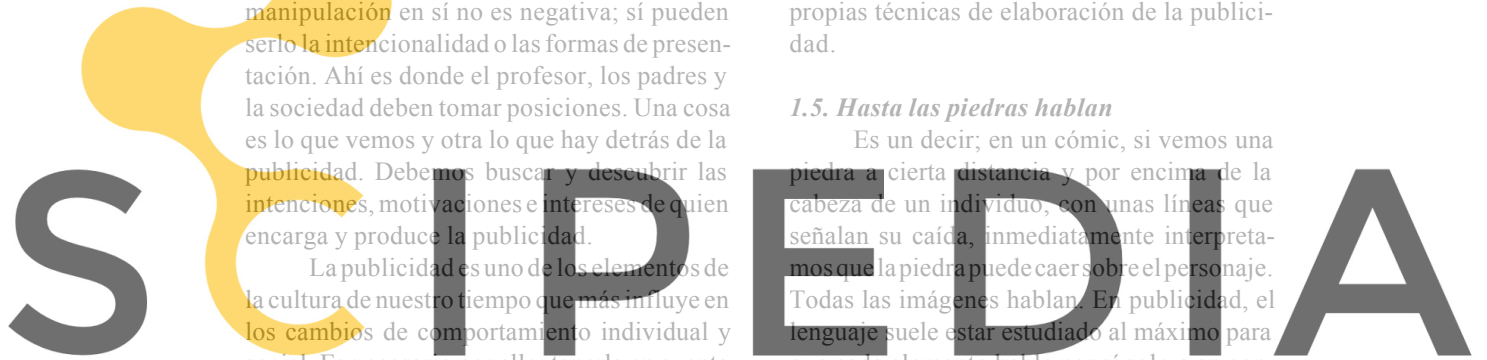 manipulación en sí no es negativa; sí pueden
serlo la intencionalidad o las formas de presen-
tación. Ahí es donde el profesor, los padres y
la sociedad deben tomar posiciones. Una cosa
es lo que vemos y otra lo que hay detrás de la
publicidad. Debemos buscar y descubrir las
intenciones, motivaciones e intereses de quien
encarga y produce la publicidad.
La publicidad es uno de los elementos de
la cultura de nuestro tiempo que más influye en
los cambios de comportamiento individual y
propias técnicas de elaboración de la publici-
dad.
1.5. Hasta las piedras hablan
Es un decir; en un cómic, si vemos una
piedra a cierta distancia y por encima de la
cabeza de un individuo, con unas líneas que
señalan su caída, inmediatamente interpreta-
mos que la piedra puede caer sobre el personaje.
Todas las imágenes hablan. En publicidad, el
lenguaje suele estar estudiado al máximo para
SCIPEDIA